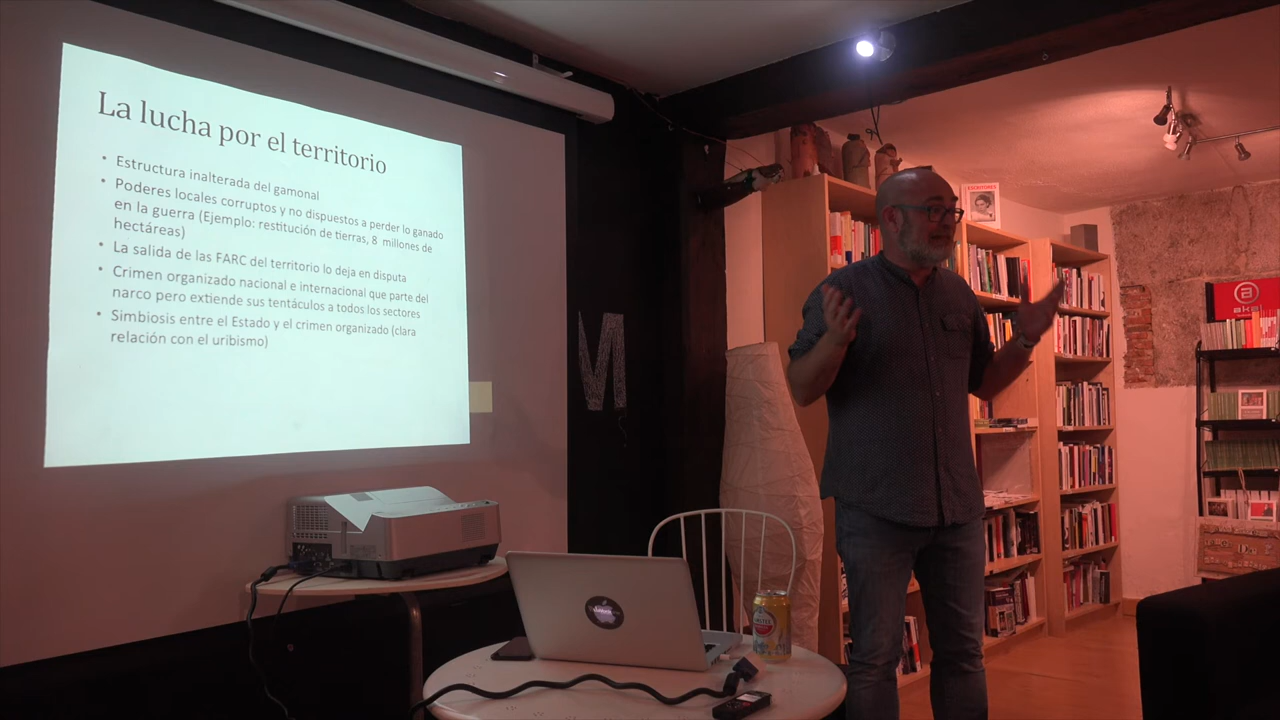 La lucha por el territorio
• Estructura inalterada del gamonal
• Poderes locales corruptos y no dispuestos a perder lo ganado
en la guerra (Ejemplo: restitución de tierras, 8 millones de
hectáreas)
• La salida de las FARC del territorio lo deja en disputa
• Crimen organizado nacional e internacional que parte del
narco pero extiende sus tentáculos a todos los sectores
• Simbiosis entre el Estado y el crimen organizado (clara
relación con el uribismo)
M
ESCRITORES
akal